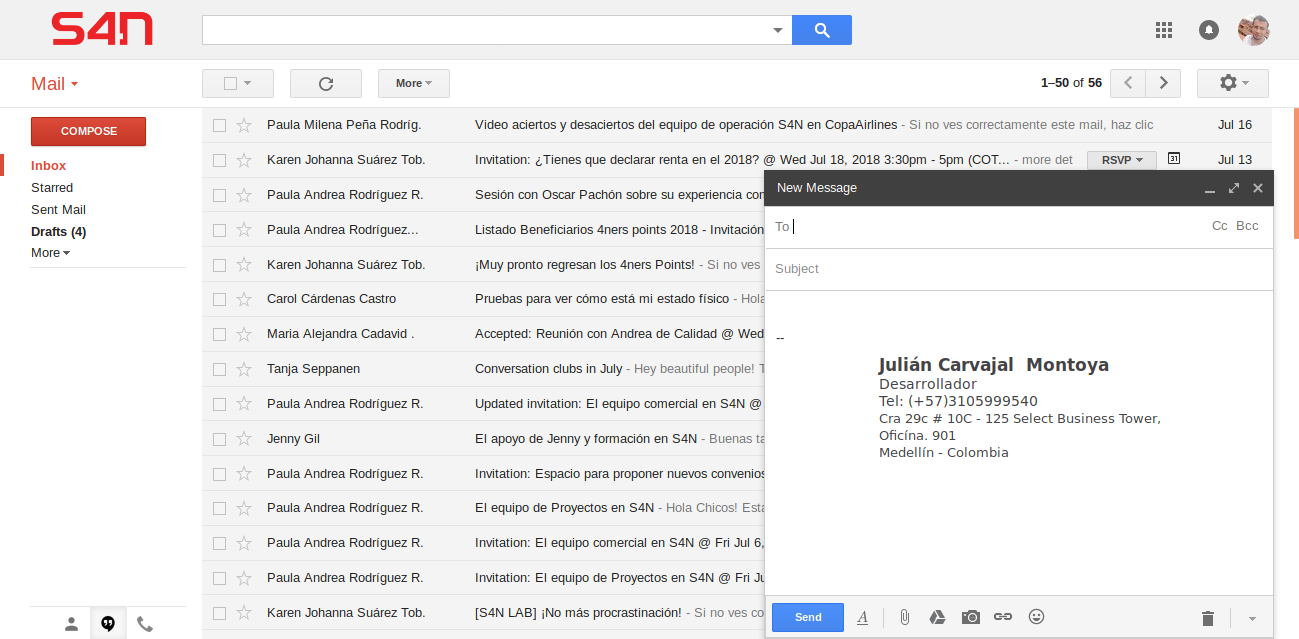 S4N
Mail
More
1–50 of 56
COMPOSE
Inbox
Starred
Sent Mail
Drafts (4)
More
Paula Milena Peña Rodríg. Video aciertos y desaciertos del equipo de operación S4N en CopaAirlines - Si no ves correctamente este mail, haz clic Jul 16
Karen Johanna Suárez Tob. Invitation: ¿Tienes que declarar renta en el 2018? @ Wed Jul 18, 2018 3:30pm - 5pm (COT... - more det RSVP 31 Jul 13
Paula Andrea Rodríguez R. Sesión con Oscar Pachón sobre su experiencia con
Paula Andrea Rodríguez... Listado Beneficiarios 4ners points 2018 - Invitación
Karen Johanna Suárez Tob. ¡Muy pronto regresan los 4ners Points! - Si no ves
Carol Cárdenas Castro Pruebas para ver cómo está mi estado físico - Hola
Maria Alejandra Cadavid . Accepted: Reunión con Andrea de Calidad @ Wed
Tanja Seppanen Conversation clubs in July - Hey beautiful people! T
Paula Andrea Rodríguez R. Updated invitation: El equipo comercial en S4N @
Jenny Gil El apoyo de Jenny y formación en S4N - Buenas ta
Paula Andrea Rodríguez R. Invitation: Espacio para proponer nuevos convenios
Paula Andrea Rodríguez R. El equipo de Proyectos en S4N - Hola Chicos! Esta
Paula Andrea Rodríguez R. Invitation: El equipo comercial en S4N @ Fri Jul 6,
Paula Andrea Rodríguez R. Invitation: El equipo de Proyectos en S4N @ Fri Ju
Karen Johanna Suárez Tob. [S4N LAB] ¡No más procrastinación! - Si no ves co
New Message
To Cc Bcc
Subject
--
Julián Carvajal Montoya
Desarrollador
Tel: (+57)3105999540
Cra 29c # 10C - 125 Select Business Tower,
Oficína. 901
Medellín - Colombia
Send A